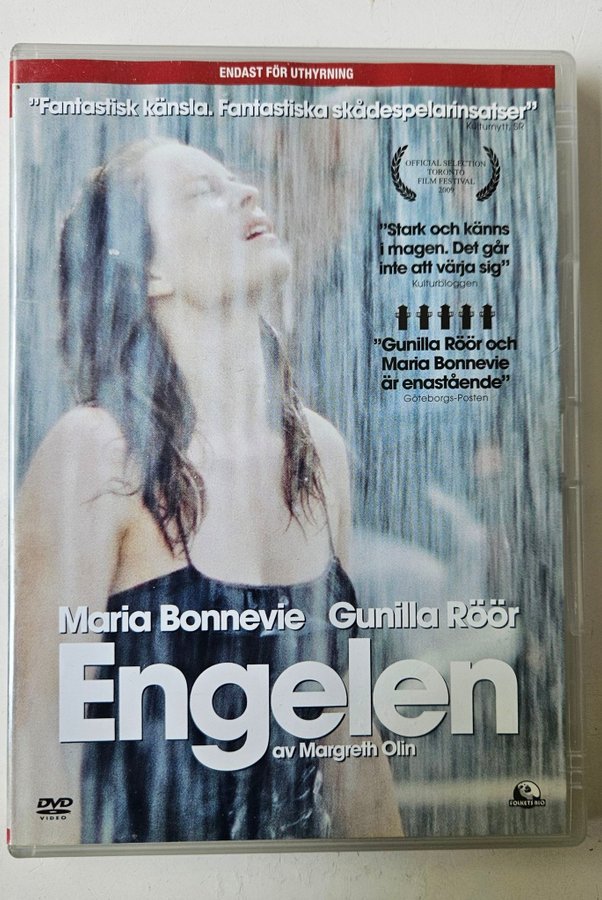 ENDAST FÖR UTHYRNING
"Fantastisk känsla. Fantastiska skådespelarinsatser"
Kulturnytt, SR
OFFICIAL SELECTION
TORONTO
FILM FESTIVAL
2009
"Stark och känns
i magen. Det går
inte att värja sig"
Kulturbloggen
"Gunilla Röör och
Maria Bonnevie
är enastående"
Göteborgs-Posten
Maria Bonnevie Gunilla Röör
Engelen
av Margreth Olin
DVD
VIDEO
FOLKETS BIO